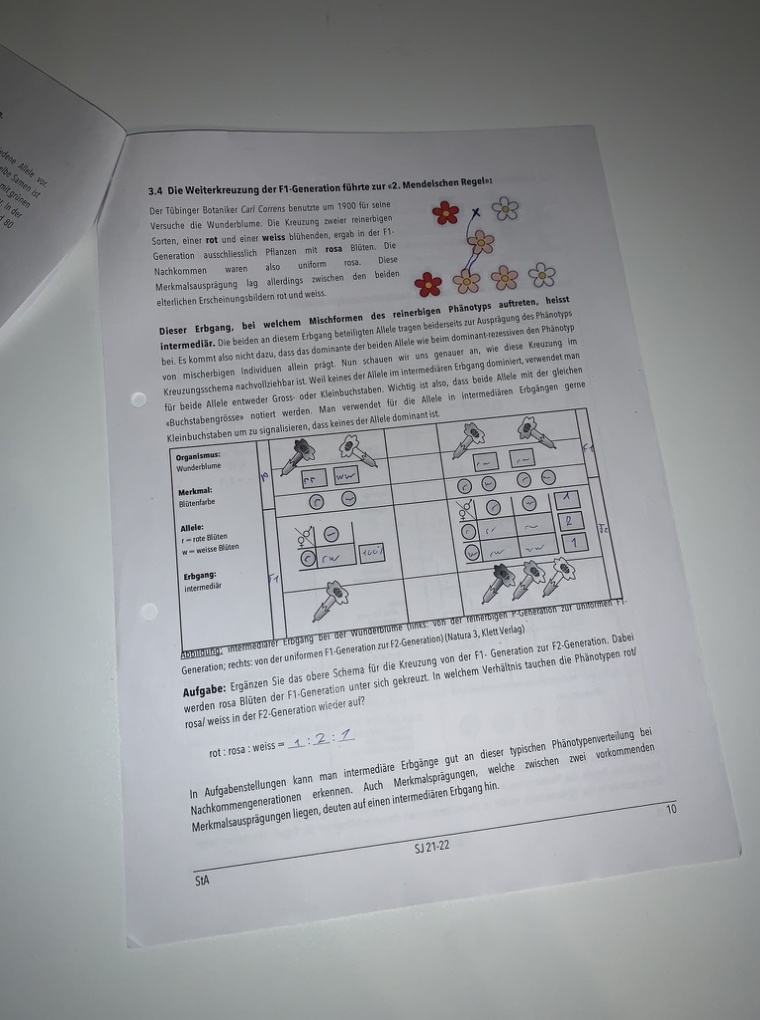 edene Allele vor.
elbe Samen ist
mit grünen
r. In der
3.4 Die Weiterkreuzung der F1-Generation führte zur «2. Mendelschen Regel»:
Der Tübinger Botaniker Carl Correns benutzte um 1900 für seine
Versuche die Wunderblume. Die Kreuzung zweier reinerbigen
Sorten, einer rot und einer weiss blühenden, ergab in der F1-
Generation ausschliesslich Pflanzen mit rosa Blüten. Die
Nachkommen waren also uniform rosa. Diese
Merkmalsausprägung lag allerdings zwischen den beiden
elterlichen Erscheinungsbildern rot und weiss.
Dieser Erbgang, bei welchem Mischformen des reinerbigen Phänotyps auftreten, heisst
intermediär. Die beiden an diesem Erbgang beteiligten Allele tragen beiderseits zur Ausprägung des Phänotyps
bei. Es kommt also nicht dazu, dass das dominante der beiden Allele wie beim dominant-rezessiven den Phänotyp
von mischerbigen Individuen allein prägt. Nun schauen wir uns genauer an, wie diese Kreuzung im
Kreuzungsschema nachvollziehbar ist. Weil keines der Allele im intermediären Erbgang dominiert, verwendet man
für beide Allele entweder Gross- oder Kleinbuchstaben. Wichtig ist also, dass beide Allele mit der gleichen
«Buchstabengrösse» notiert werden. Man verwendet für die Allele in intermediären Erbgängen gerne
Kleinbuchstaben um zu signalisieren, dass keines der Allele dominant ist.
Organismus:
Wunderblume
Merkmal:
Blütenfarbe
Allele:
r = rote Blüten
w = weisse Blüten
Erbgang:
intermediär
P
rr ww
r
r rw 100%
F1
F1
r r
r 1
r rr 2
w rw ww 1
Abbildung: Intermediärer Erbgang bei der Wunderblume (links: von der reinerbigen P-Generation zur uniformen F1-
Generation; rechts: von der uniformen F1-Generation zur F2-Generation) (Natura 3, Klett Verlag)
Aufgabe: Ergänzen Sie das obere Schema für die Kreuzung von der F1- Generation zur F2-Generation. Dabei
werden rosa Blüten der F1-Generation unter sich gekreuzt. In welchem Verhältnis tauchen die Phänotypen rot/
rosa/ weiss in der F2-Generation wieder auf?
rot : rosa : weiss = 1 : 2 : 1
In Aufgabenstellungen kann man intermediäre Erbgänge gut an dieser typischen Phänotypenverteilung bei
Nachkommengenerationen erkennen. Auch Merkmalsprägungen, welche zwischen zwei vorkommenden
Merkmalsausprägungen liegen, deuten auf einen intermediären Erbgang hin.
StA
SJ 21-22
10